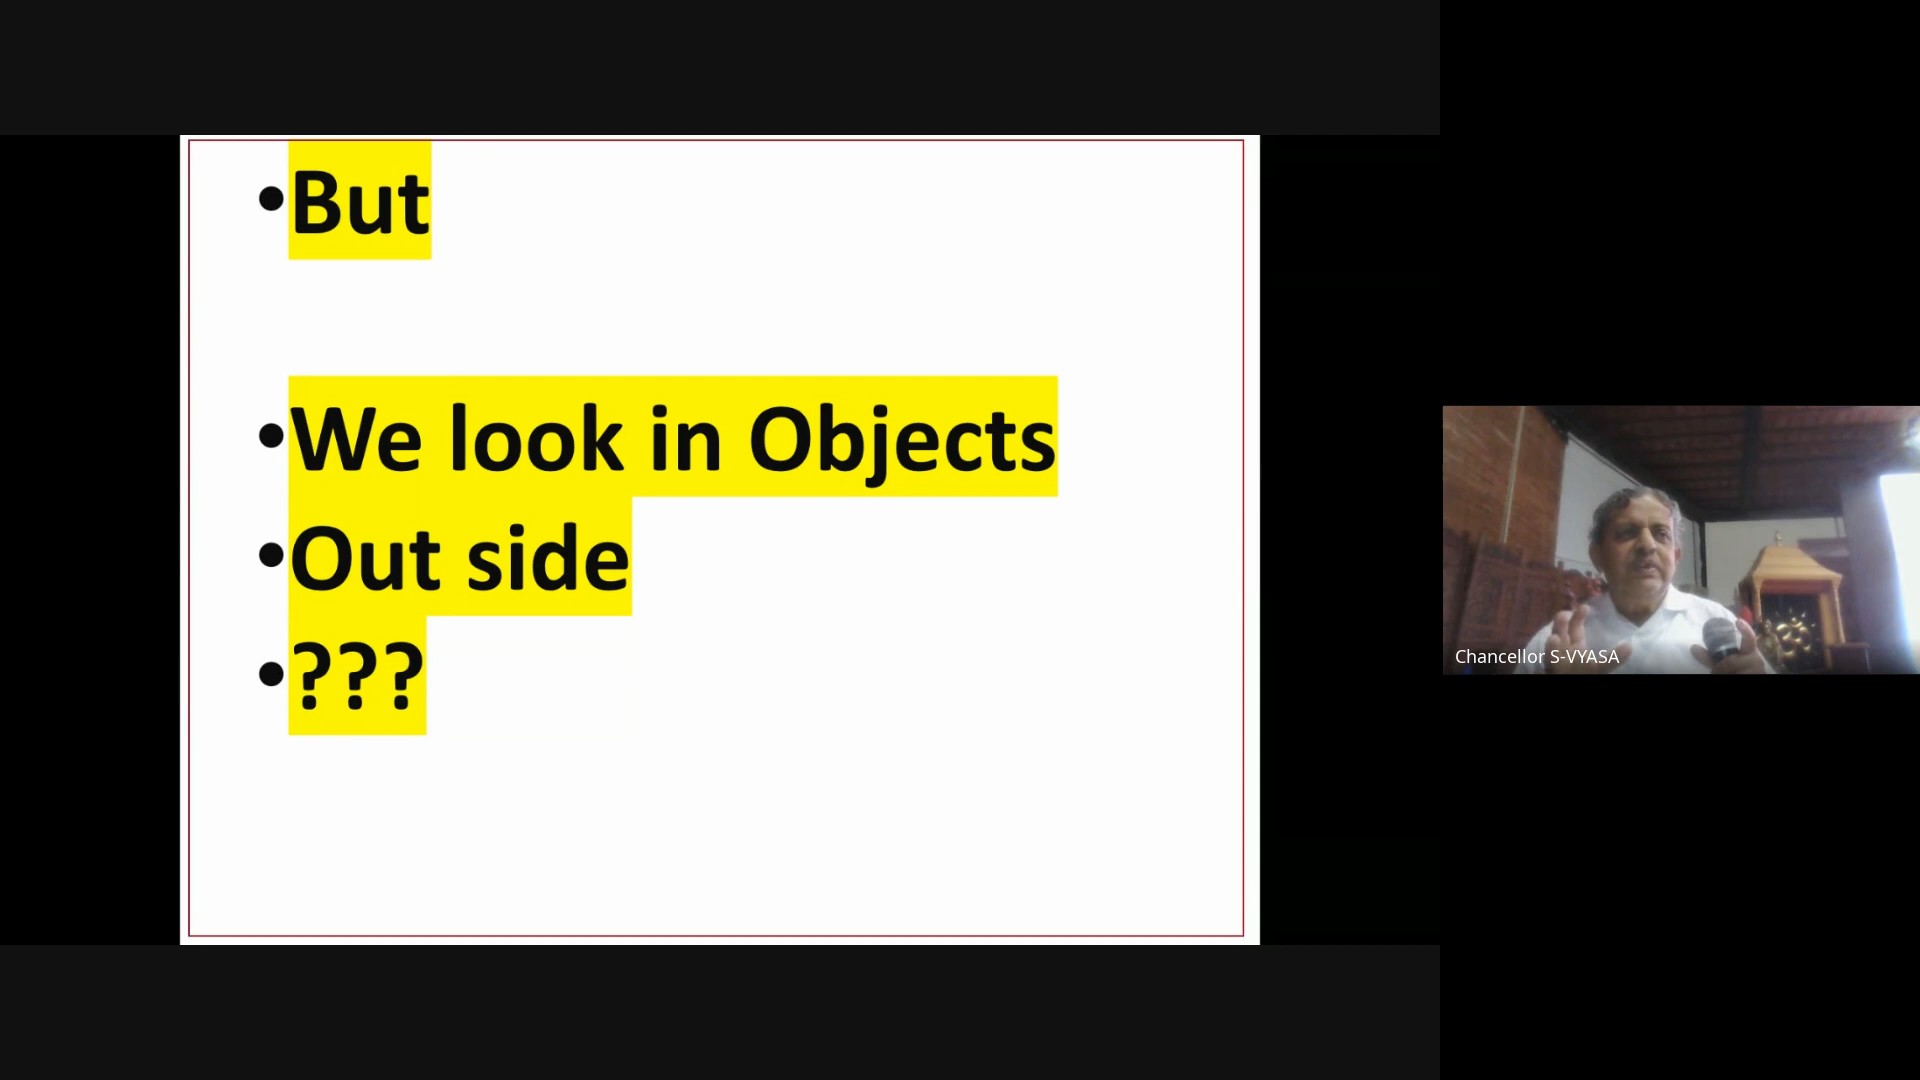 •But
•We look in Objects
•Out side
•???
Chancellor S-VYASA